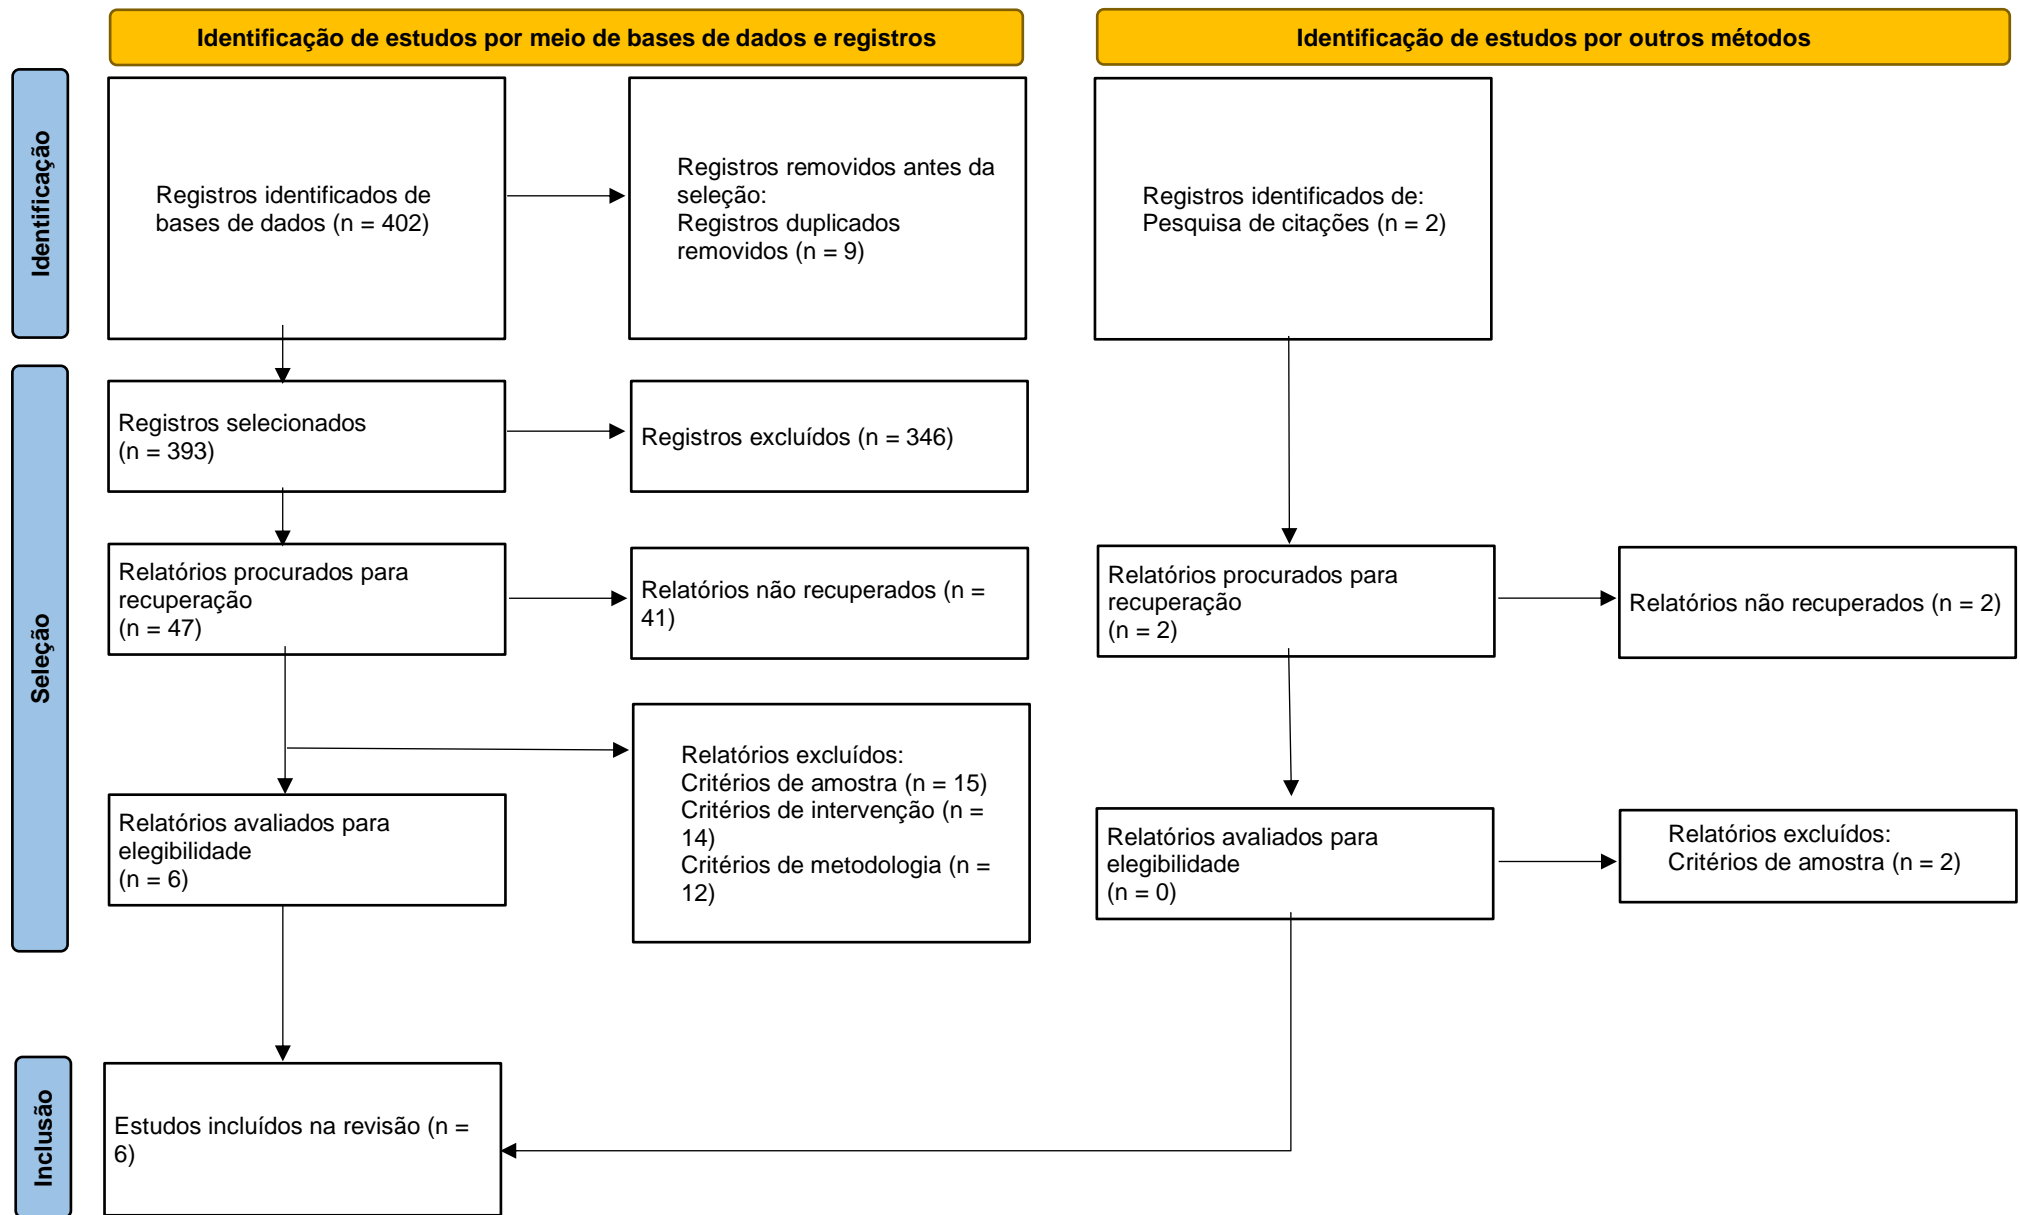 Identificação de estudos por meio de bases de dados e registros
Identificação de estudos por outros métodos
Identificação
Registros identificados de
bases de dados (n = 402)
Registros removidos antes da
seleção:
Registros duplicados
removidos (n = 9)
Registros identificados de:
Pesquisa de citações (n = 2)
Seleção
Registros selecionados
(n = 393)
Registros excluídos (n = 346)
Relatórios procurados para
recuperação
(n = 47)
Relatórios não recuperados (n =
41)
Relatórios procurados para
recuperação
(n = 2)
Relatórios não recuperados (n = 2)
Relatórios excluídos:
Critérios de amostra (n = 15)
Critérios de intervenção (n =
14)
Critérios de metodologia (n =
12)
Relatórios avaliados para
elegibilidade
(n = 6)
Relatórios avaliados para
elegibilidade
(n = 0)
Relatórios excluídos:
Critérios de amostra (n = 2)
Inclusão
Estudos incluídos na revisão (n =
6)